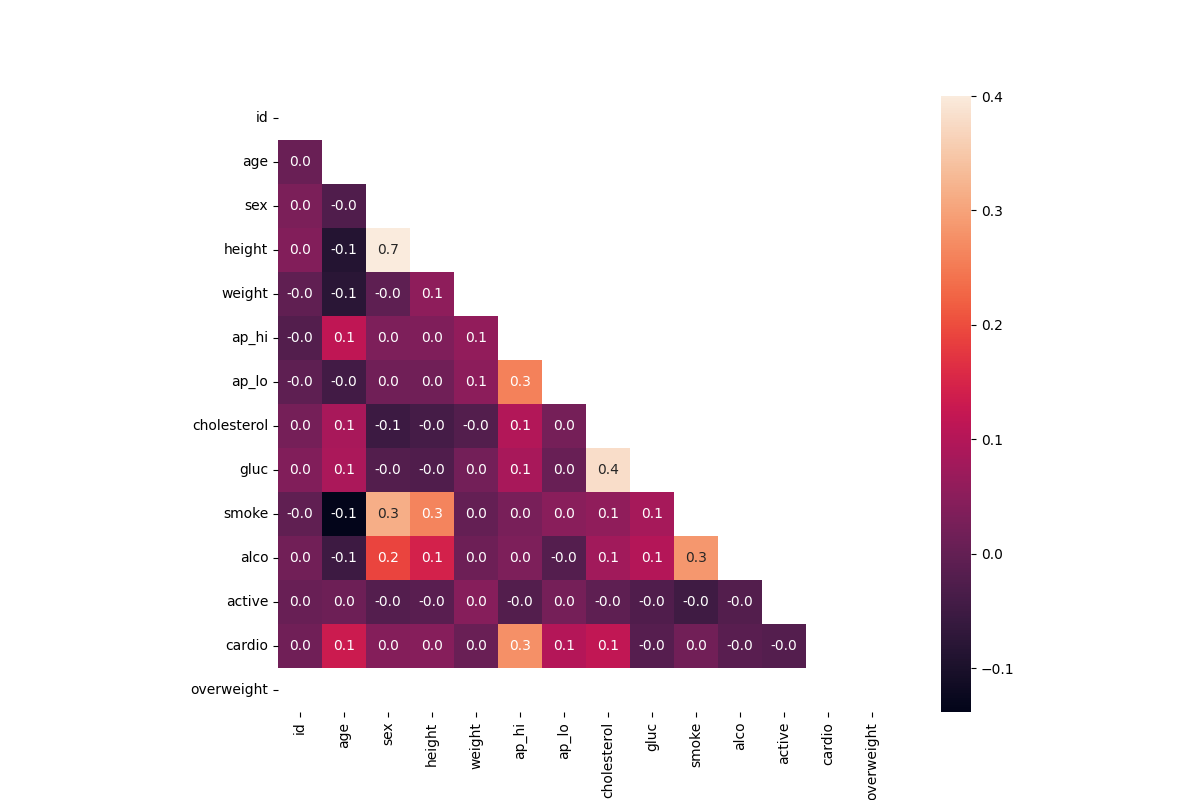 id
age 0.0
sex 0.0 -0.0
height 0.0 -0.1 0.7
weight -0.0 -0.1 -0.0 0.1
ap_hi -0.0 0.1 0.0 0.0 0.1
ap_lo -0.0 -0.0 0.0 0.0 0.1 0.3
cholesterol 0.0 0.1 -0.1 -0.0 -0.0 0.1 0.0
gluc 0.0 0.1 -0.0 -0.0 0.0 0.1 0.0 0.4
smoke -0.0 -0.1 0.3 0.3 0.0 0.0 0.0 0.1 0.1
alco 0.0 -0.1 0.2 0.1 0.0 0.0 -0.0 0.1 0.1 0.3
active 0.0 0.0 -0.0 -0.0 0.0 -0.0 0.0 -0.0 -0.0 -0.0 -0.0
cardio 0.0 0.1 0.0 0.0 0.0 0.3 0.1 0.1 -0.0 0.0 -0.0 -0.0
overweight
id age sex height weight ap_hi ap_lo cholesterol gluc smoke alco active cardio overweight
0.4
0.3
0.2
0.1
0.0
−0.1